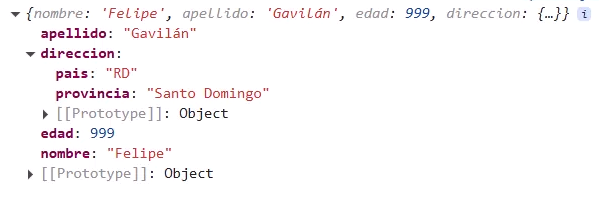 {nombre: 'Felipe', apellido: 'Gavilán', edad: 999, direccion: {…}} i
apellido: "Gavilán"
direccion:
pais: "RD"
provincia: "Santo Domingo"
[[Prototype]]: Object
edad: 999
nombre: "Felipe"
[[Prototype]]: Object